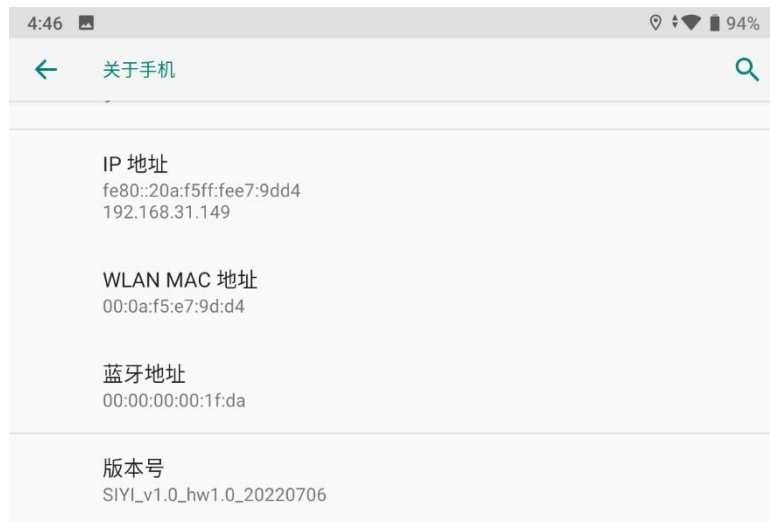 4:46
94%
关于手机
IP 地址
fe80::20a:f5ff:fee7:9dd4
192.168.31.149
WLAN MAC 地址
00:0a:f5:e7:9d:d4
蓝牙地址
00:00:00:00:1f:da
版本号
SIYI_v1.0_hw1.0_20220706